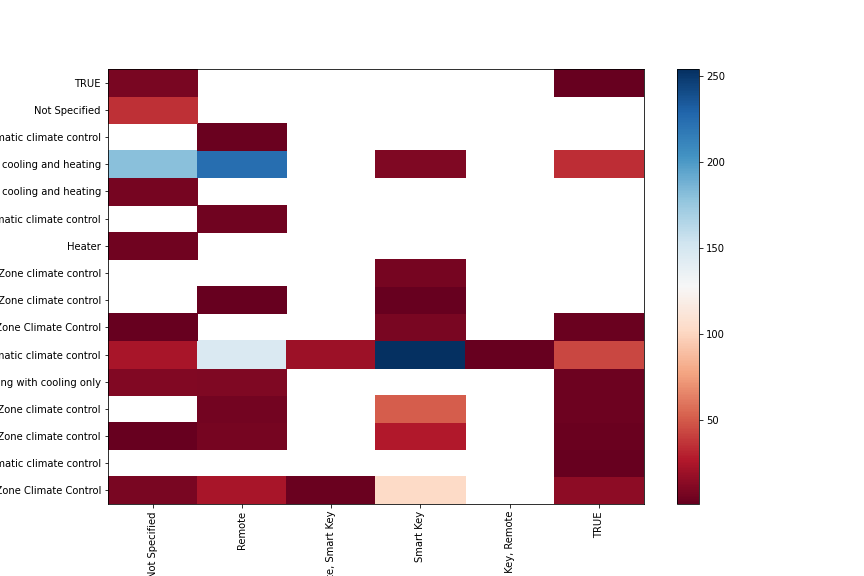 TRUE
Not Specified
matic climate control
cooling and heating
cooling and heating
matic climate control
Heater
Zone climate control
Zone climate control
Zone Climate Control
matic climate control
ng with cooling only
Zone climate control
Zone climate control
matic climate control
Zone Climate Control
Not Specified
Remote
e, Smart Key
Smart Key
Key, Remote
TRUE
250
200
150
100
50